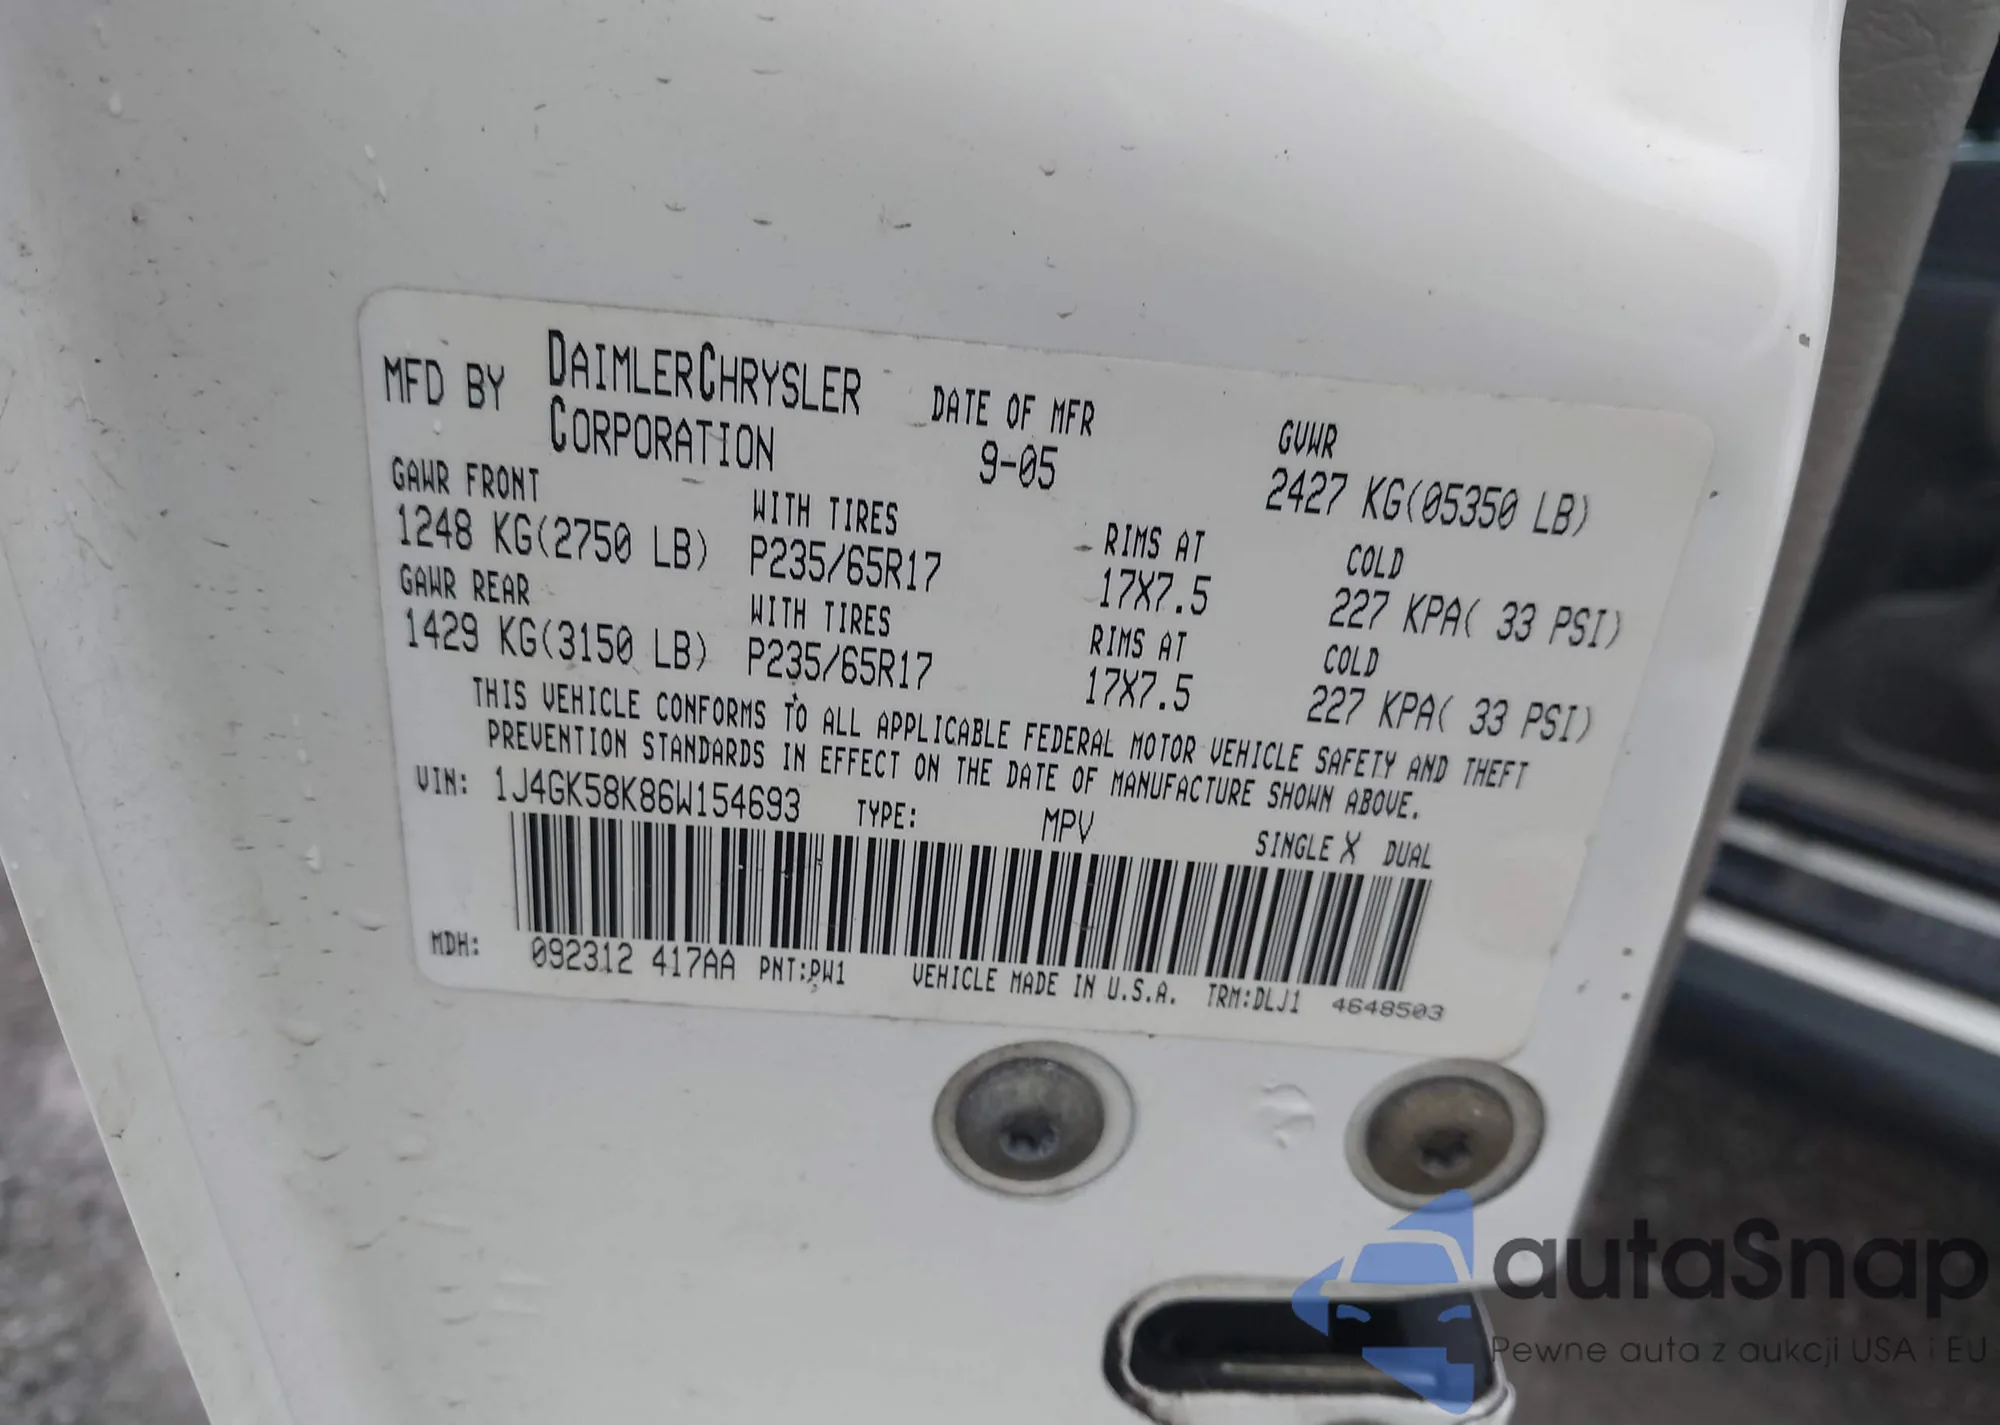 MFD BY DAIMLERCHRYSLER CORPORATION DATE OF MFR 9-05 GVWR 2427 KG(05350 LB)
GAWR FRONT WITH TIRES RIMS AT COLD
1248 KG(2750 LB) P235/65R17 17X7.5 227 KPA( 33 PSI)
GAWR REAR WITH TIRES RIMS AT COLD
1429 KG(3150 LB) P235/65R17 17X7.5 227 KPA( 33 PSI)
THIS VEHICLE CONFORMS TO ALL APPLICABLE FEDERAL MOTOR VEHICLE SAFETY AND THEFT
PREVENTION STANDARDS IN EFFECT ON THE DATE OF MANUFACTURE SHOWN ABOVE.
VIN: 1J4GK58K86W154693 TYPE: MPV SINGLE X DUAL
MDH: 092312 417AA PNT:PW1 VEHICLE MADE IN U.S.A. TRM:DLJ1 4648503
autaSnap
Pewne auta z aukcji USA i EU